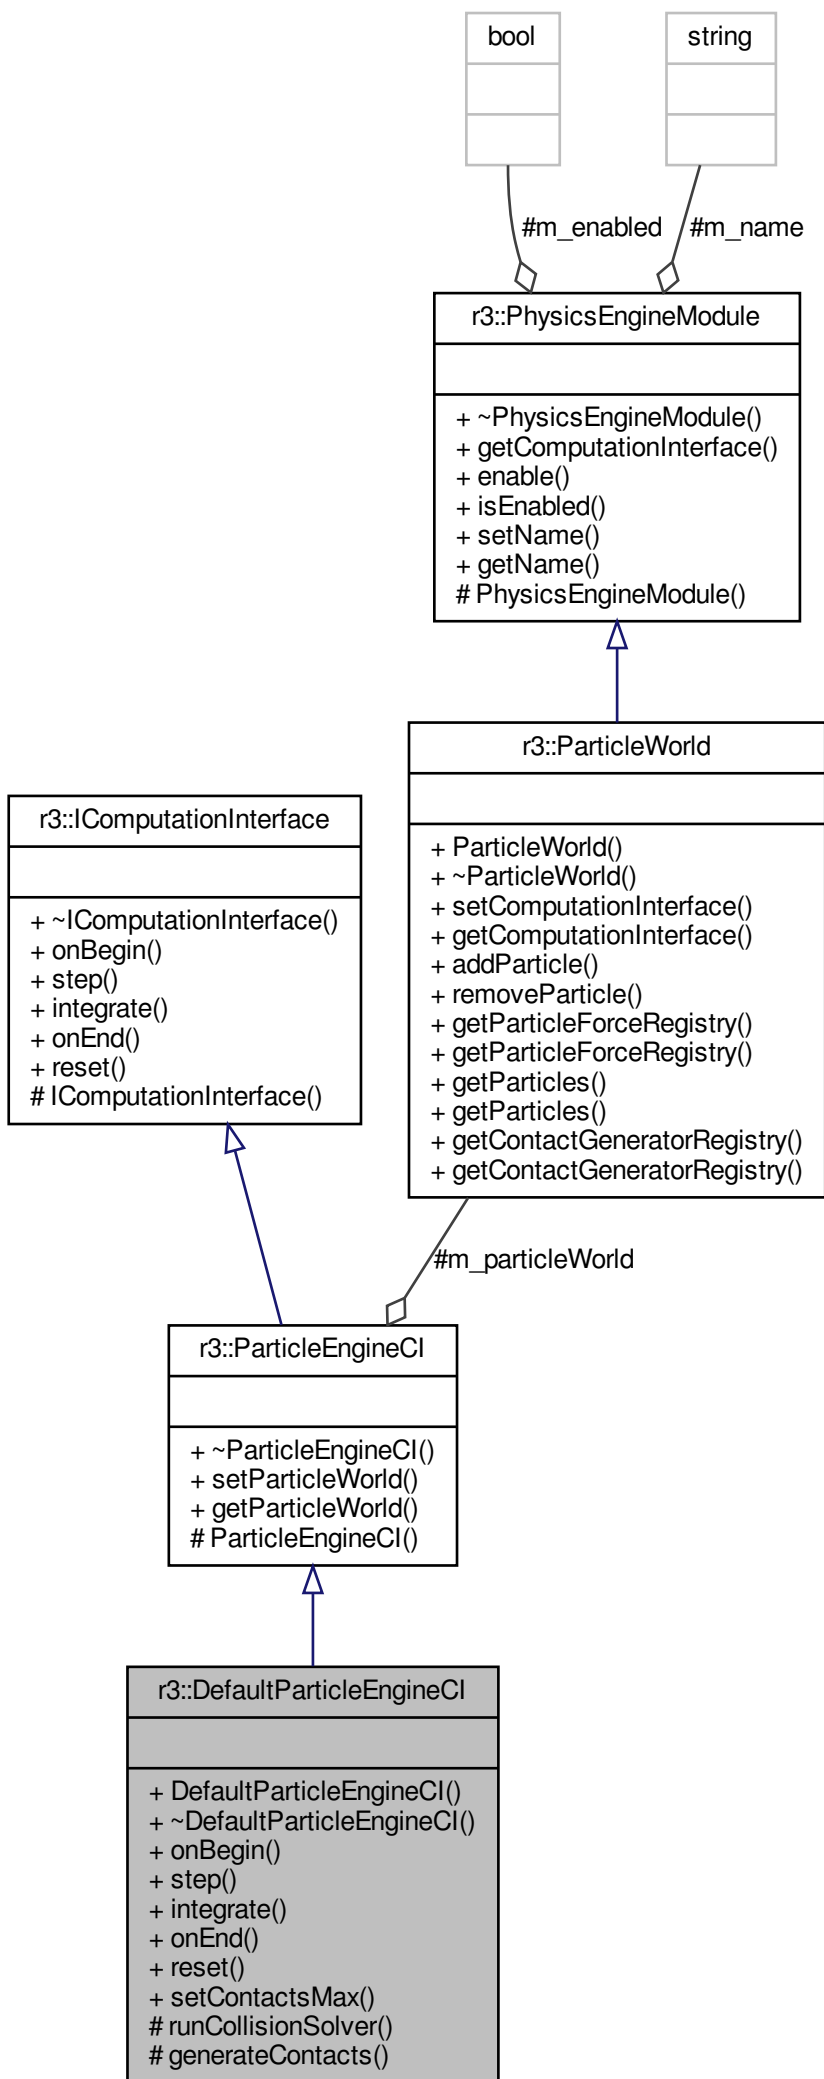 bool
string
#m_enabled
#m_name
r3::PhysicsEngineModule
+ ~PhysicsEngineModule()
+ getComputationInterface()
+ enable()
+ isEnabled()
+ setName()
+ getName()
# PhysicsEngineModule()
r3::ParticleWorld
+ ParticleWorld()
+ ~ParticleWorld()
+ setComputationInterface()
+ getComputationInterface()
+ addParticle()
+ removeParticle()
+ getParticleForceRegistry()
+ getParticleForceRegistry()
+ getParticles()
+ getParticles()
+ getContactGeneratorRegistry()
+ getContactGeneratorRegistry()
r3::IComputationInterface
+ ~IComputationInterface()
+ onBegin()
+ step()
+ integrate()
+ onEnd()
+ reset()
# IComputationInterface()
#m_particleWorld
r3::ParticleEngineCI
+ ~ParticleEngineCI()
+ setParticleWorld()
+ getParticleWorld()
# ParticleEngineCI()
r3::DefaultParticleEngineCI
+ DefaultParticleEngineCI()
+ ~DefaultParticleEngineCI()
+ onBegin()
+ step()
+ integrate()
+ onEnd()
+ reset()
+ setContactsMax()
# runCollisionSolver()
# generateContacts()